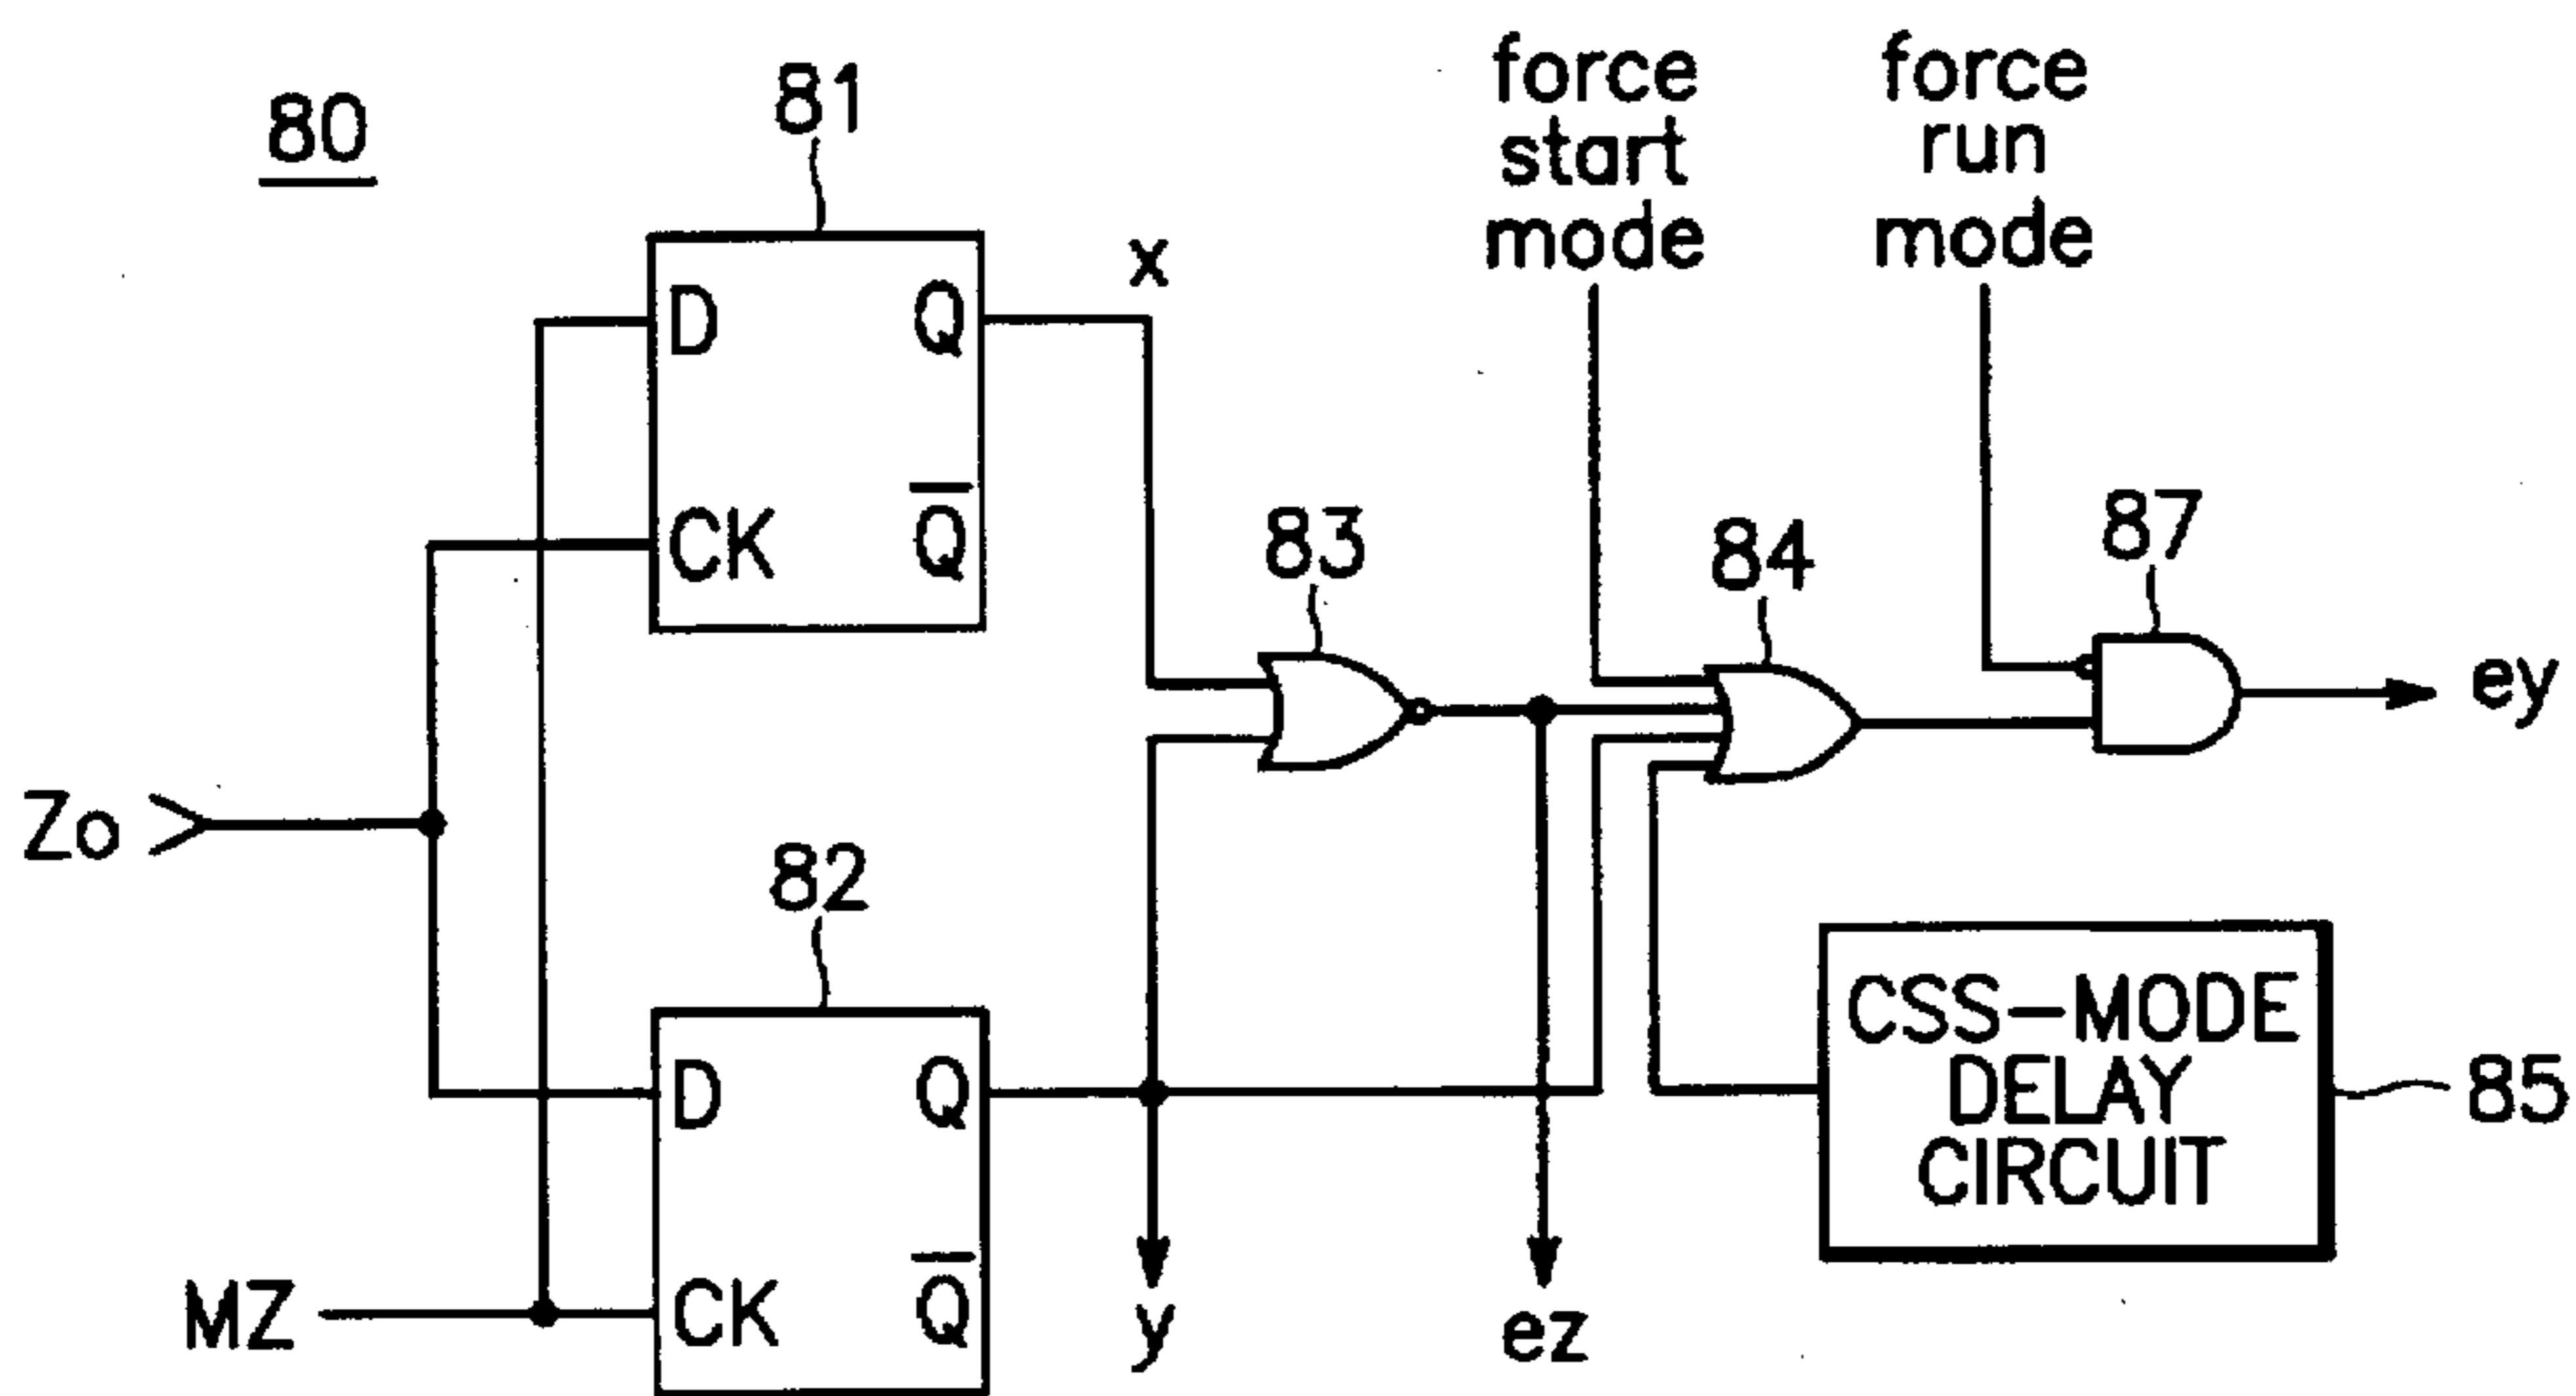 80
81
x
force
start
mode
force
run
mode
D
Q
CK
Q̅
83
84
87
ey
Zo
82
D
Q
CK
Q̅
MZ
y
ez
CSS-MODE
DELAY
CIRCUIT
85